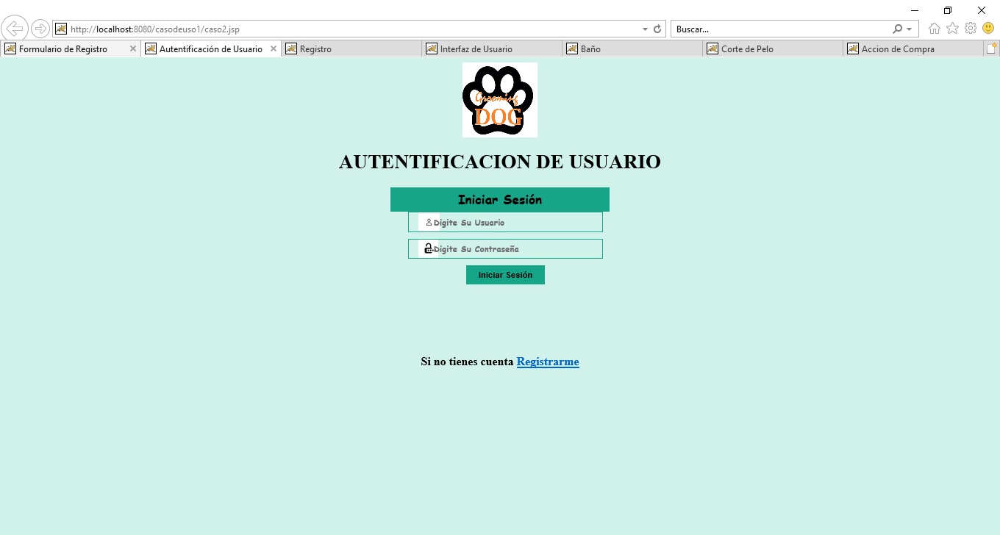 http://localhost:8080/casodeuso1/caso2.jsp
Buscar...
Formulario de Registro
Autentificación de Usuario
Registro
Interfaz de Usuario
Baño
Corte de Pelo
Accion de Compra
Grooming
DOG
AUTENTIFICACION DE USUARIO
Iniciar Sesión
Digite Su Usuario
Digite Su Contraseña
Iniciar Sesión
Si no tienes cuenta Registrarme